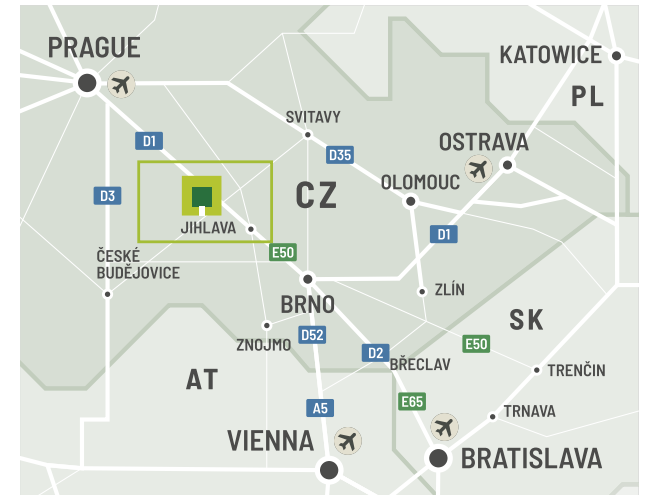 PRAGUE
KATOWICE
PL
SVITAVY
D1
D35
OSTRAVA
OLOMOUC
D3
CZ
JIHLAVA
D1
E50
ČESKÉ
BUDĚJOVICE
ZLÍN
BRNO
SK
D52
ZNOJMO
E50
D2
BŘECLAV
TRENČIN
AT
E65
A5
TRNAVA
VIENNA
BRATISLAVA